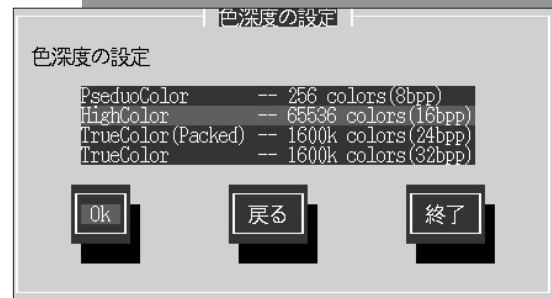 色深度の設定
色深度の設定
PseduoColor -- 256 colors(8bpp)
HighColor -- 65536 colors(16bpp)
TrueColor(Packed) -- 1600k colors(24bpp)
TrueColor -- 1600k colors(32bpp)
Ok 戻る 終了